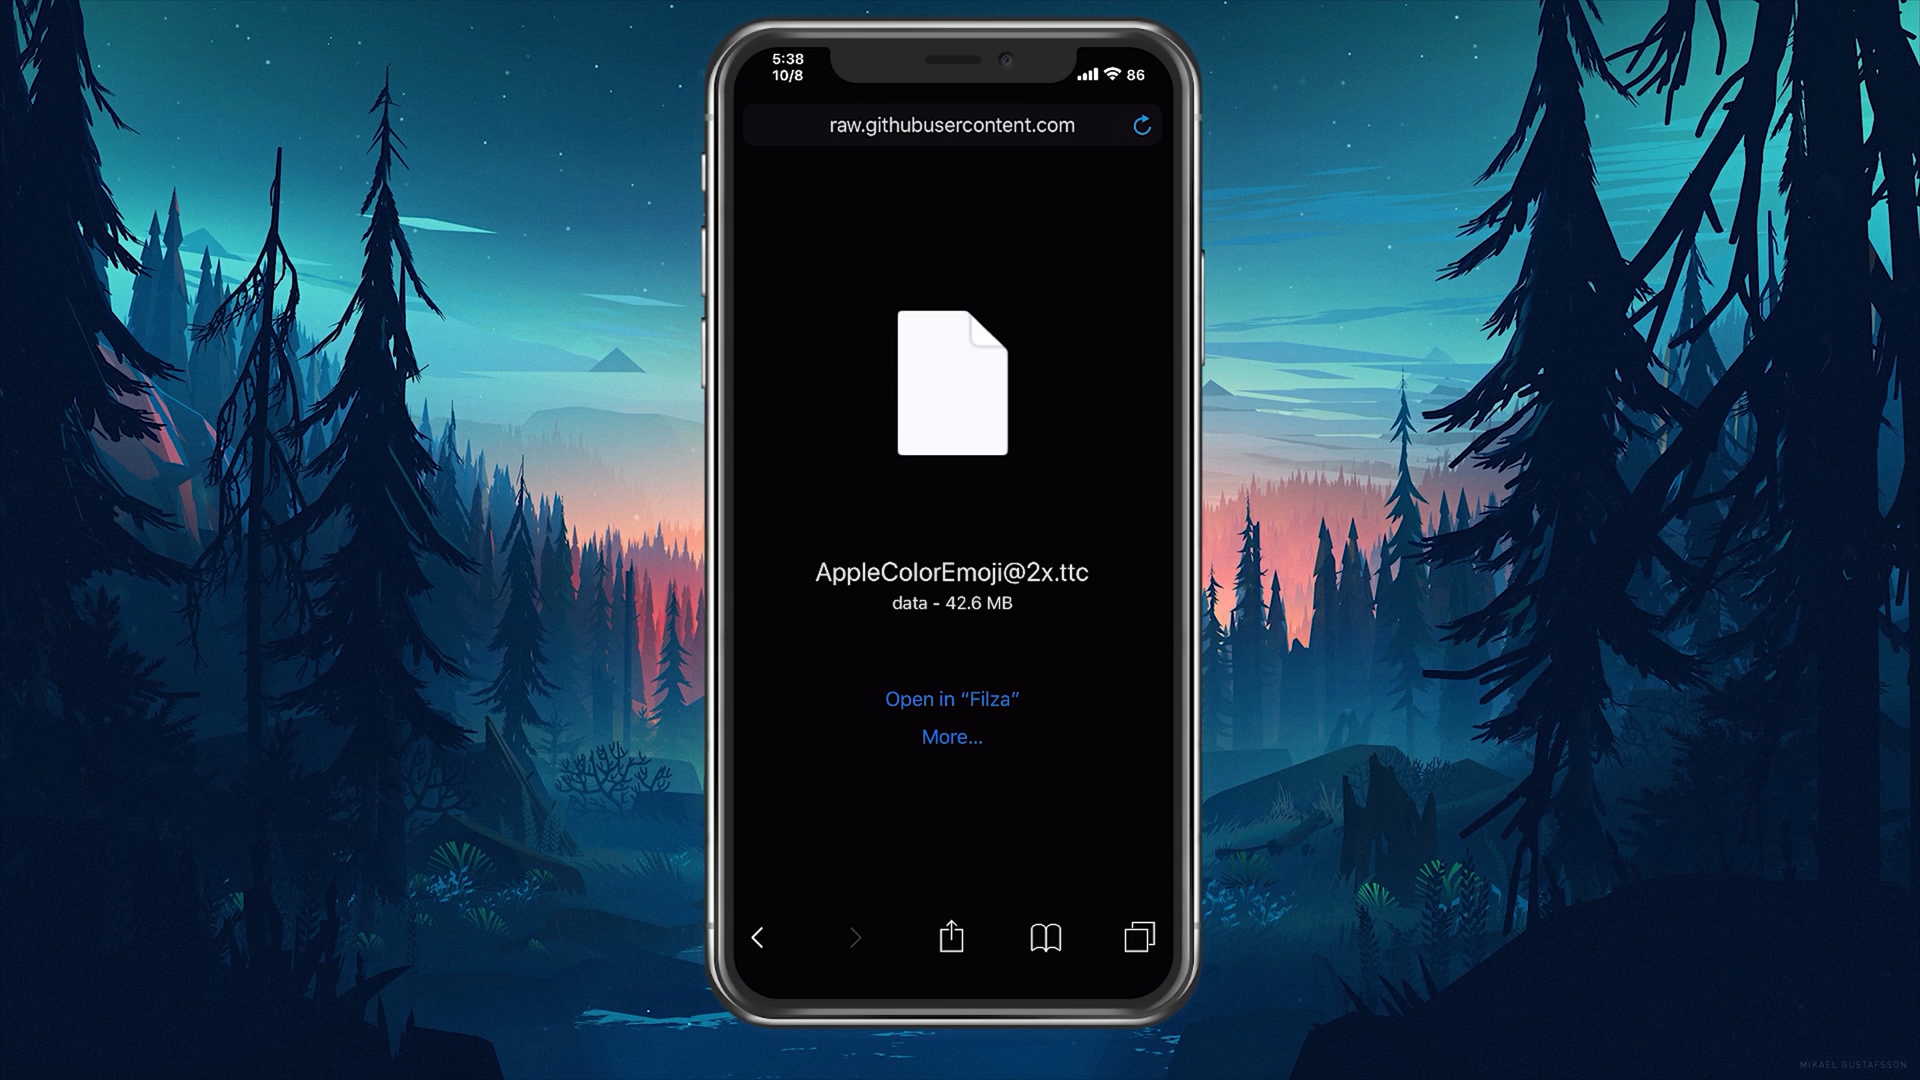 5:38
10/8
86
raw.githubusercontent.com
AppleColorEmoji@2x.ttc
data - 42.6 MB
Open in “Filza”
More...
MIKAEL GUSTAFSSON